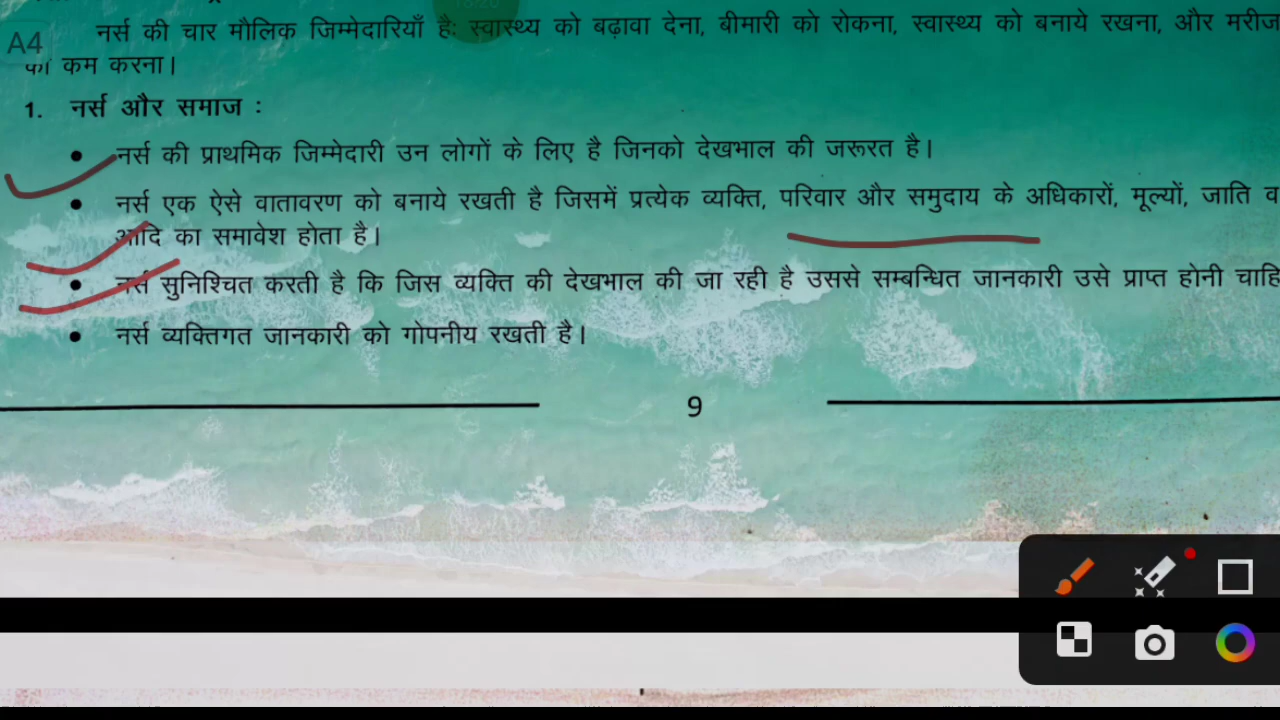 A4
नर्स की चार मौलिक जिम्मेदारियाँ हैः स्वास्थ्य को बढ़ावा देना, बीमारी को रोकना, स्वास्थ्य को बनाये रखना, और मरीज
को कम करना।
1. नर्स और समाज :
• नर्स की प्राथमिक जिम्मेदारी उन लोगों के लिए है जिनको देखभाल की जरूरत है।
• नर्स एक ऐसे वातावरण को बनाये रखती है जिसमें प्रत्येक व्यक्ति, परिवार और समुदाय के अधिकारों, मूल्यों, जाति व
आदि का समावेश होता है।
• नर्स सुनिश्चित करती है कि जिस व्यक्ति की देखभाल की जा रही है उससे सम्बन्धित जानकारी उसे प्राप्त होनी चाहि
• नर्स व्यक्तिगत जानकारी को गोपनीय रखती है।
9